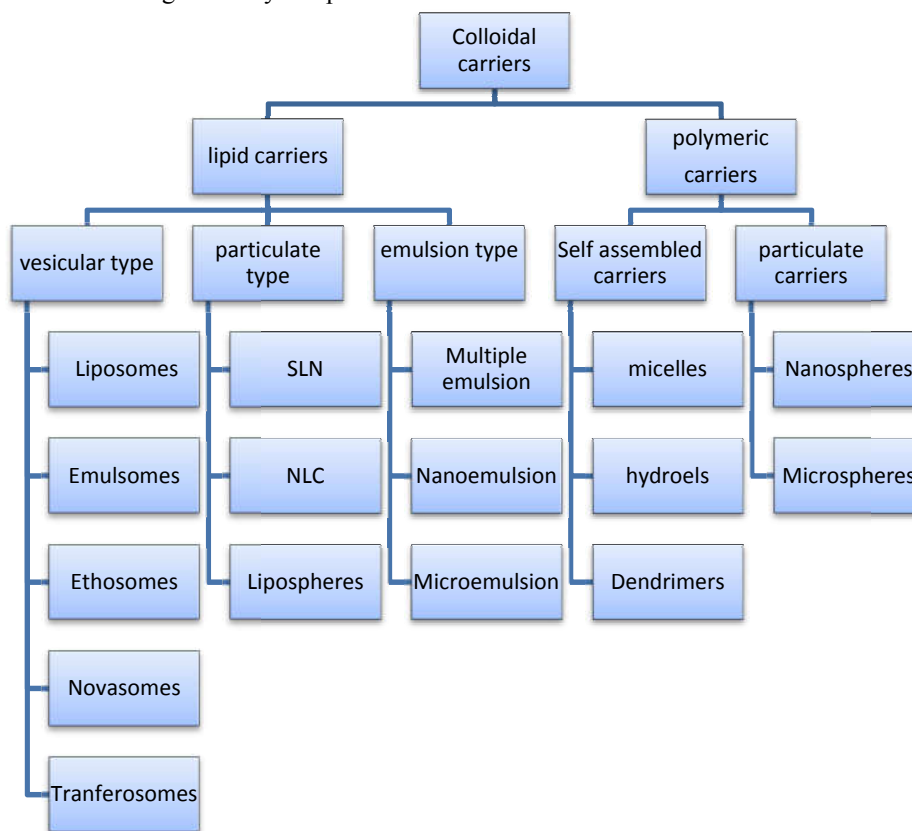 Colloidal
carriers
lipid carriers
polymeric
carriers
vesicular type
particulate
type
emulsion type
Self assembled
carriers
particulate
carriers
Liposomes
SLN
Multiple
emulsion
micelles
Nanospheres
Emulsomes
NLC
Nanoemulsion
hydroels
Microspheres
Ethosomes
Lipospheres
Microemulsion
Dendrimers
Novasomes
Tranferosomes